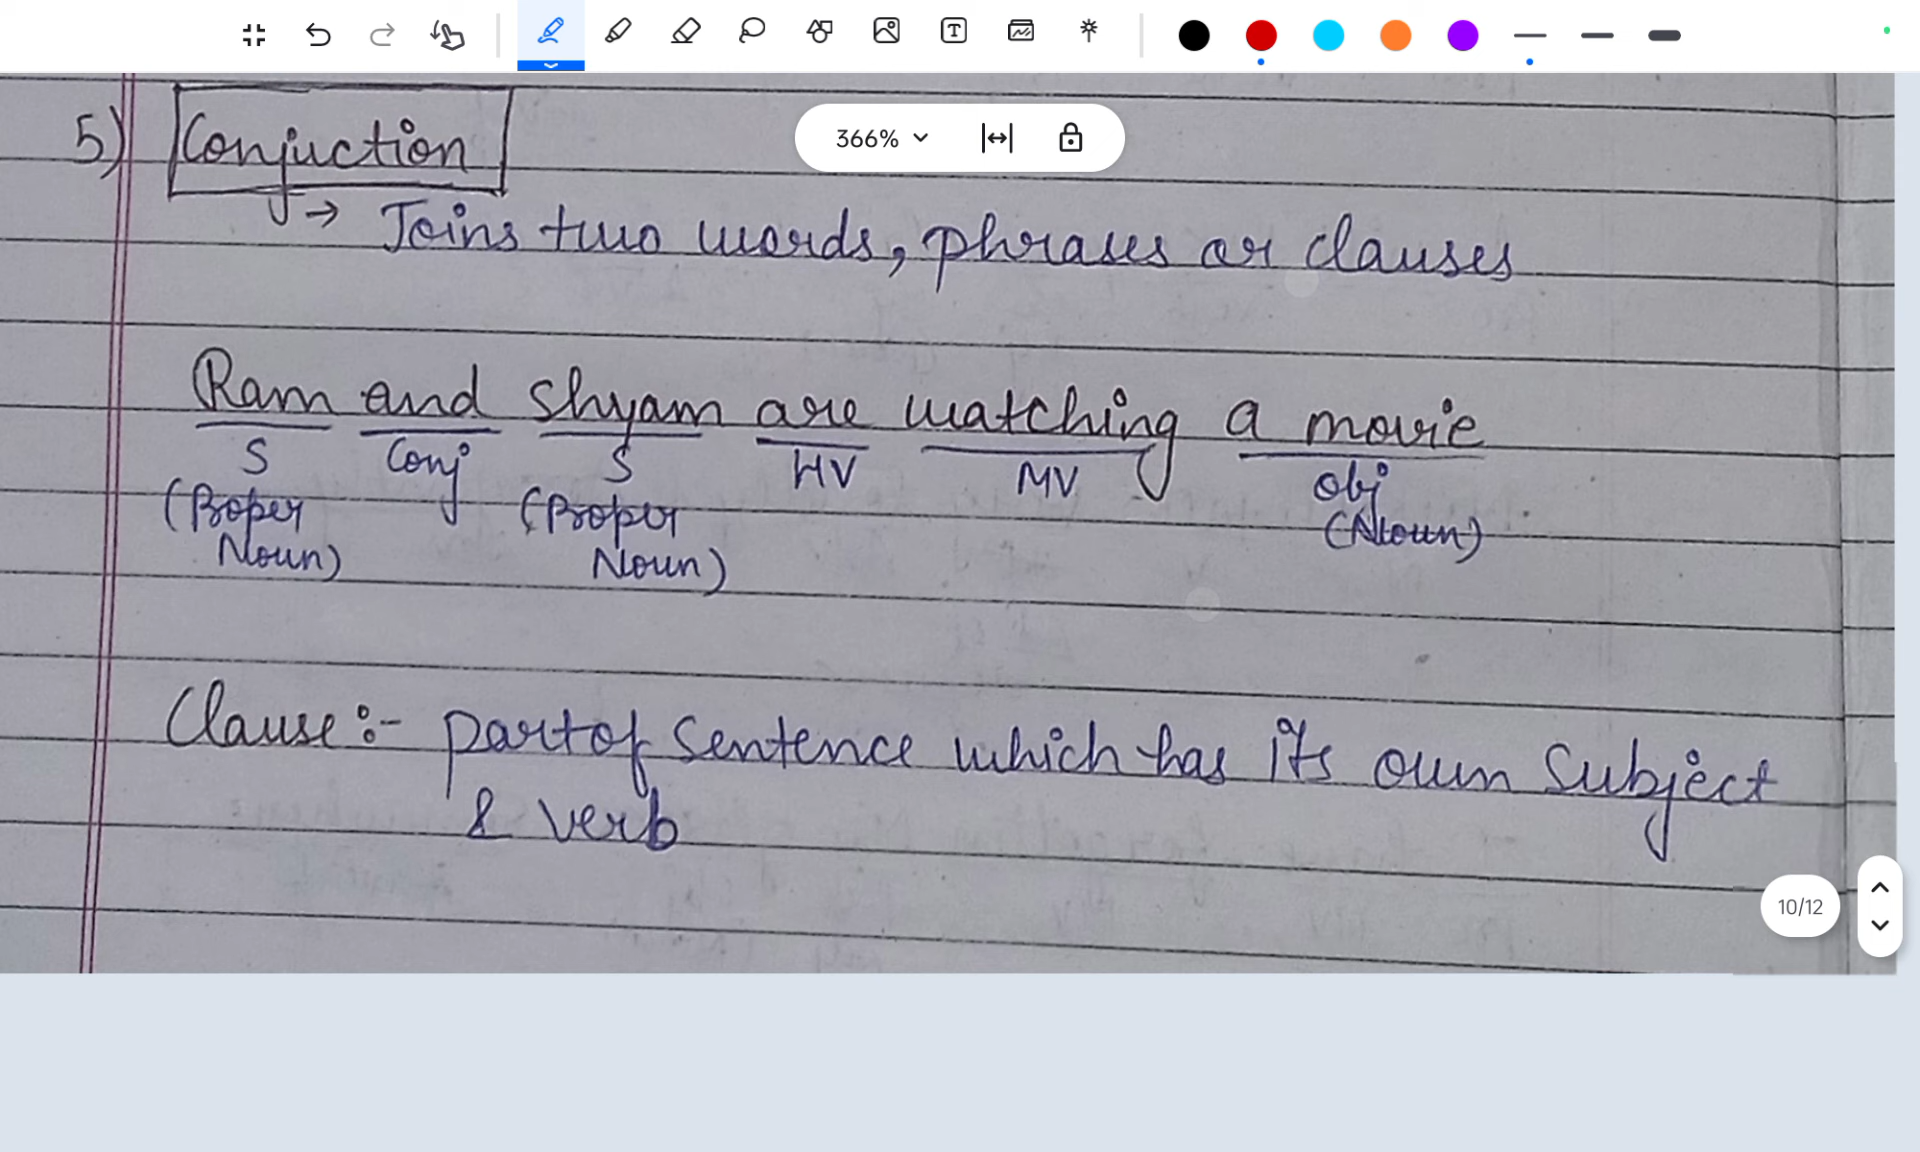 366%
5) Conjuction
→ Joins two words, phrases or clauses
Ram and Shyam are watching a movie
S Conj S HV MV Obj
(Proper Noun) (Proper Noun) (Noun)
Clause:- part of sentence which has its own subject
& verb
10/12